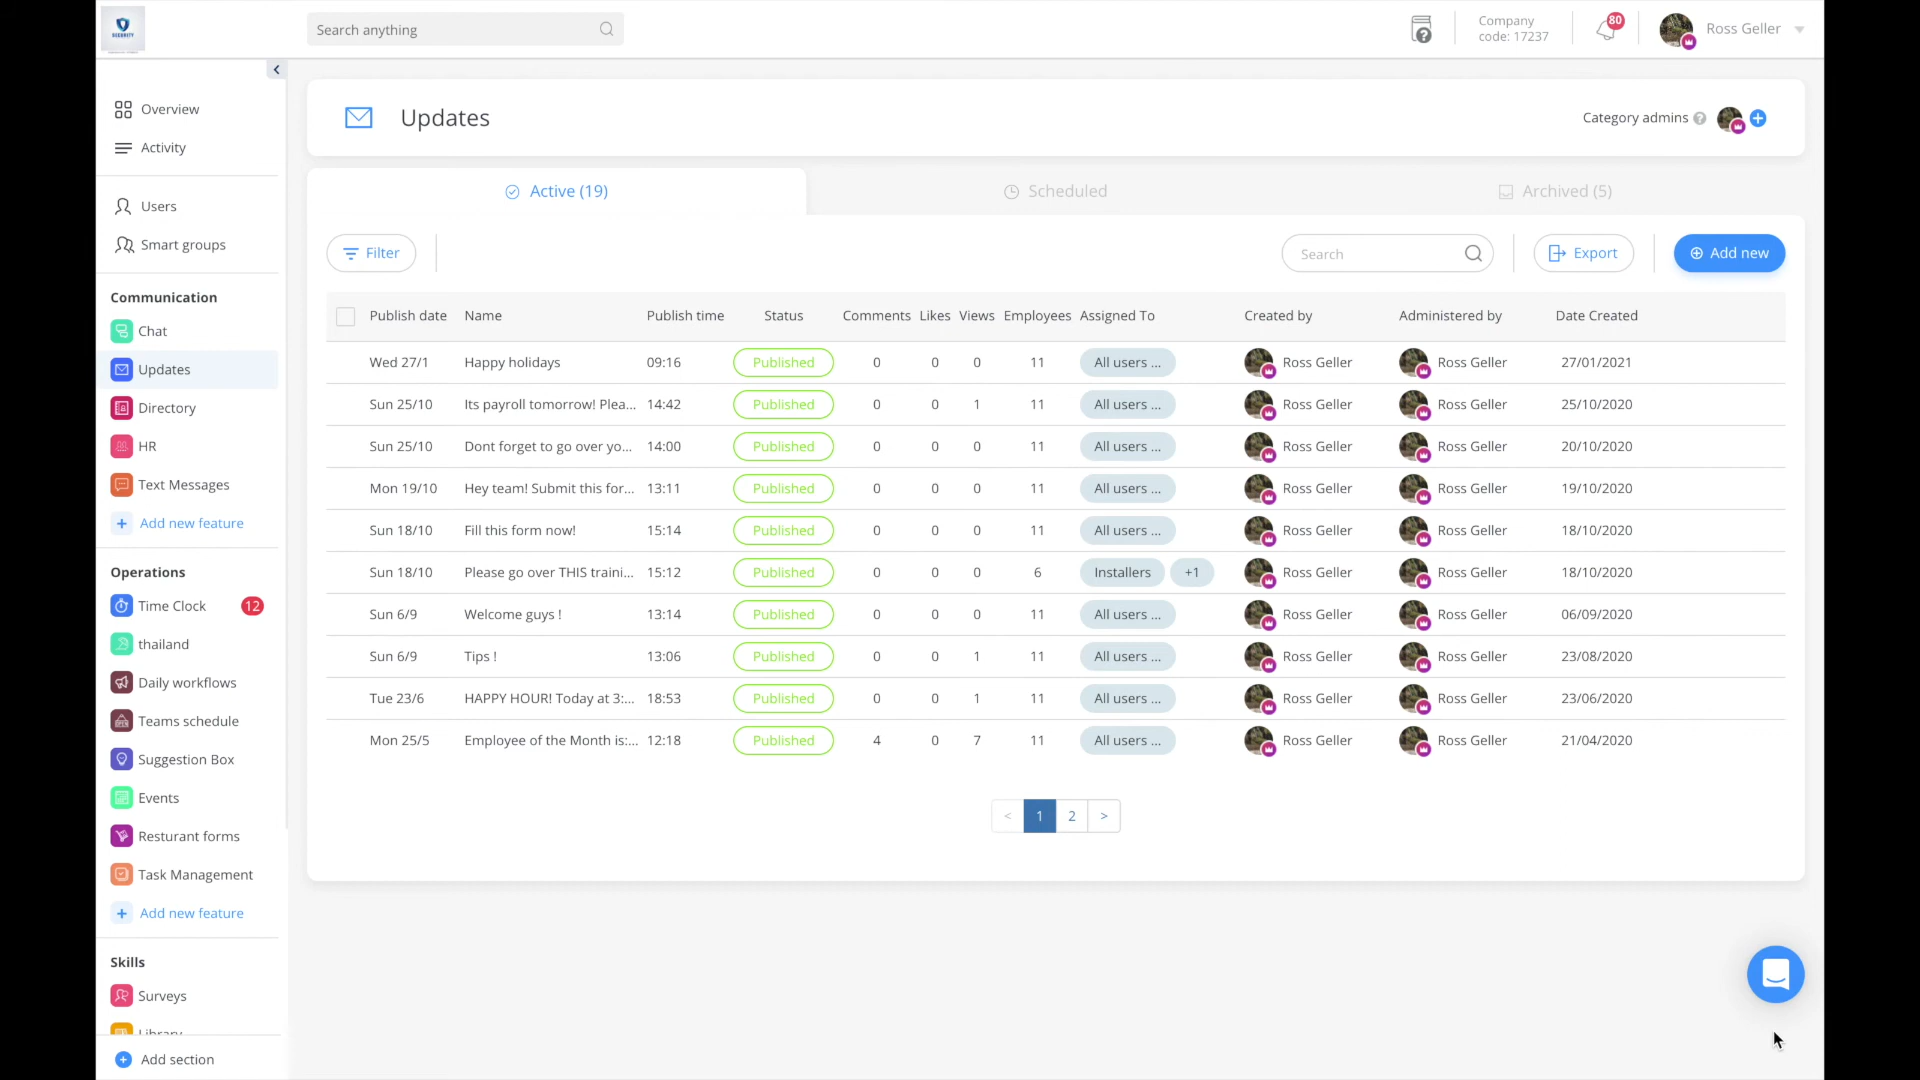 SECURITY
Search anything
Company
code: 17237
80
Ross Geller
Overview
Activity
Users
Smart groups
Communication
Chat
Updates
Directory
HR
Text Messages
Add new feature
Operations
Time Clock 12
thailand
Daily workflows
Teams schedule
Suggestion Box
Events
Resturant forms
Task Management
Add new feature
Skills
Surveys
Library
Add section
Updates
Category admins ?
Active (19)
Scheduled
Archived (5)
Filter
Search
Export
Add new
Publish date Name Publish time Status Comments Likes Views Employees Assigned To Created by Administered by Date Created
Wed 27/1 Happy holidays 09:16 Published 0 0 0 11 All users ... Ross Geller Ross Geller 27/01/2021
Sun 25/10 Its payroll tomorrow! Plea... 14:42 Published 0 0 1 11 All users ... Ross Geller Ross Geller 25/10/2020
Sun 25/10 Dont forget to go over yo... 14:00 Published 0 0 0 11 All users ... Ross Geller Ross Geller 20/10/2020
Mon 19/10 Hey team! Submit this for... 13:11 Published 0 0 0 11 All users ... Ross Geller Ross Geller 19/10/2020
Sun 18/10 Fill this form now! 15:14 Published 0 0 0 11 All users ... Ross Geller Ross Geller 18/10/2020
Sun 18/10 Please go over THIS traini... 15:12 Published 0 0 0 6 Installers +1 Ross Geller Ross Geller 18/10/2020
Sun 6/9 Welcome guys ! 13:14 Published 0 0 0 11 All users ... Ross Geller Ross Geller 06/09/2020
Sun 6/9 Tips ! 13:06 Published 0 0 1 11 All users ... Ross Geller Ross Geller 23/08/2020
Tue 23/6 HAPPY HOUR! Today at 3:... 18:53 Published 0 0 1 11 All users ... Ross Geller Ross Geller 23/06/2020
Mon 25/5 Employee of the Month is:... 12:18 Published 4 0 7 11 All users ... Ross Geller Ross Geller 21/04/2020
< 1 2 >